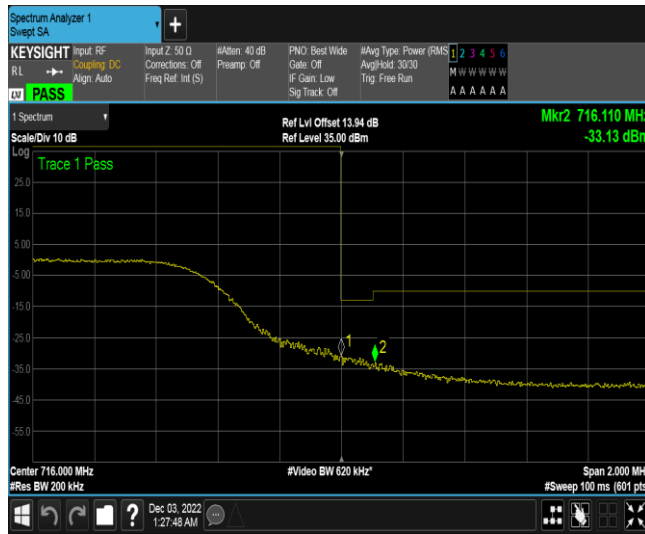 Spectrum Analyzer 1
Swept SA
KEYSIGHT
RL
LXI PASS
Input: RF
Coupling: DC
Align: Auto
Input Z: 50 Ω
Corrections: Off
Freq Ref: Int (S)
#Atten: 40 dB
Preamp: Off
PNO: Best Wide
Gate: Off
IF Gain: Low
Sig Track: Off
#Avg Type: Power (RMS
Avg|Hold: 30/30
Trig: Free Run
1 2 3 4 5 6
M W W W W W
A A A A A A
1 Spectrum
Scale/Div 10 dB
Ref Lvl Offset 13.94 dB
Ref Level 35.00 dBm
Mkr2 716.110 MHz
-33.13 dBm
Log
Trace 1 Pass
25.0
15.0
5.00
-5.00
-15.0
-25.0
-35.0
-45.0
-55.0
1
2
Center 716.000 MHz
#Res BW 200 kHz
#Video BW 620 kHz*
Span 2.000 MH
#Sweep 100 ms (601 pts
?
Dec 03, 2022
1:27:48 AM